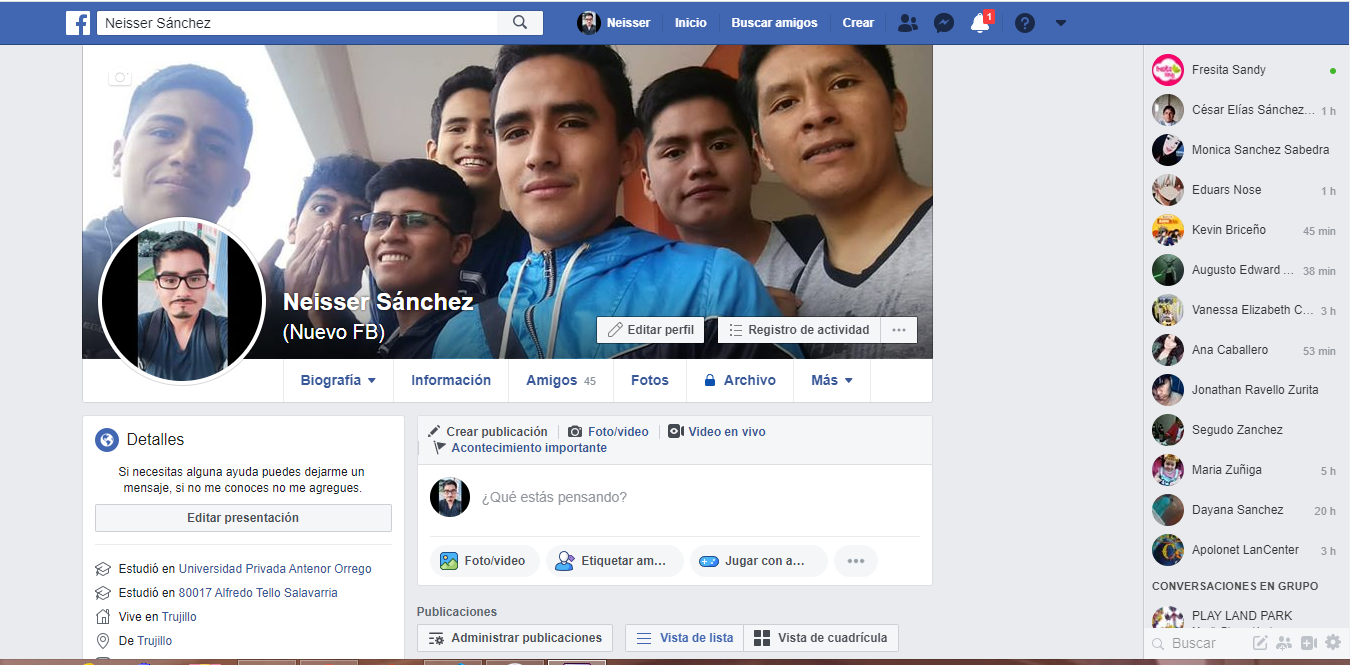 Neisser Sánchez
Neisser
Inicio
Buscar amigos
Crear
1
Neisser Sánchez
(Nuevo FB)
Editar perfil
Registro de actividad
Biografía
Información
Amigos 45
Fotos
Archivo
Más
Detalles
Si necesitas alguna ayuda puedes dejarme un
mensaje, si no me conoces no me agregues.
Editar presentación
Estudió en Universidad Privada Antenor Orrego
Estudió en 80017 Alfredo Tello Salavarria
Vive en Trujillo
De Trujillo
Crear publicación
Foto/video
Video en vivo
Acontecimiento importante
¿Qué estás pensando?
Foto/video
Etiquetar am...
Jugar con a...
Publicaciones
Administrar publicaciones
Vista de lista
Vista de cuadrícula
Fresita Sandy
César Elías Sánchez... 1 h
Monica Sanchez Sabedra
Eduars Nose 1 h
Kevin Briceño 45 min
Augusto Edward ... 38 min
Vanessa Elizabeth C... 3 h
Ana Caballero 53 min
Jonathan Ravello Zurita
Segudo Zanchez
Maria Zuñiga 5 h
Dayana Sanchez 20 h
Apolonet LanCenter 3 h
CONVERSACIONES EN GRUPO
PLAY LAND PARK
Buscar